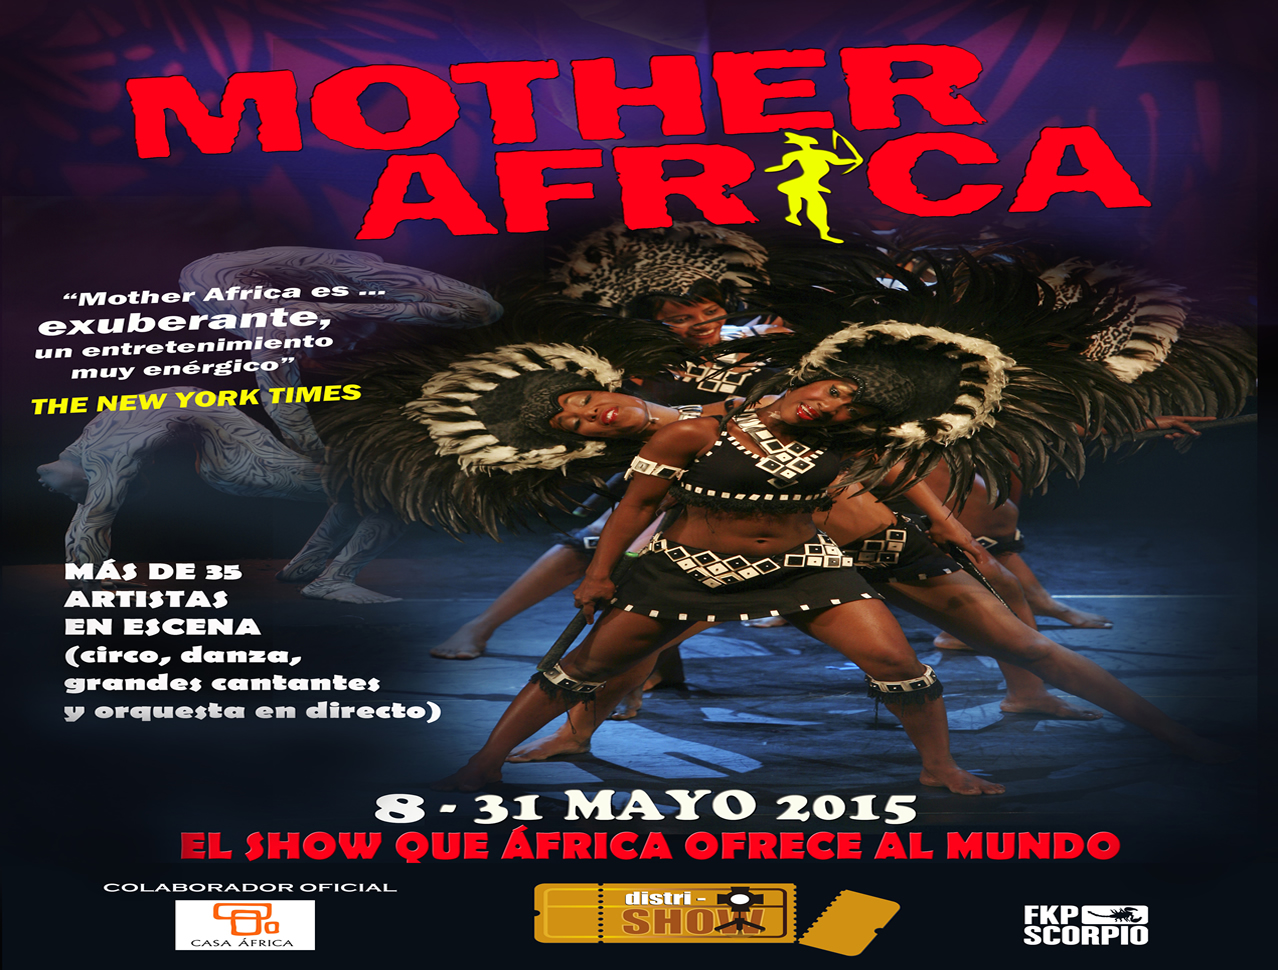 MOTHER
AFRICA
“Mother Africa es ...
exuberante,
un entretenimiento
muy enérgico”
THE NEW YORK TIMES
MÁS DE 35
ARTISTAS
EN ESCENA
(circo, danza,
grandes cantantes
y orquesta en directo)
8 - 31 MAYO 2015
EL SHOW QUE ÁFRICA OFRECE AL MUNDO
COLABORADOR OFICIAL
CASA ÁFRICA
distri -
SHOW
FKP
SCORPIO